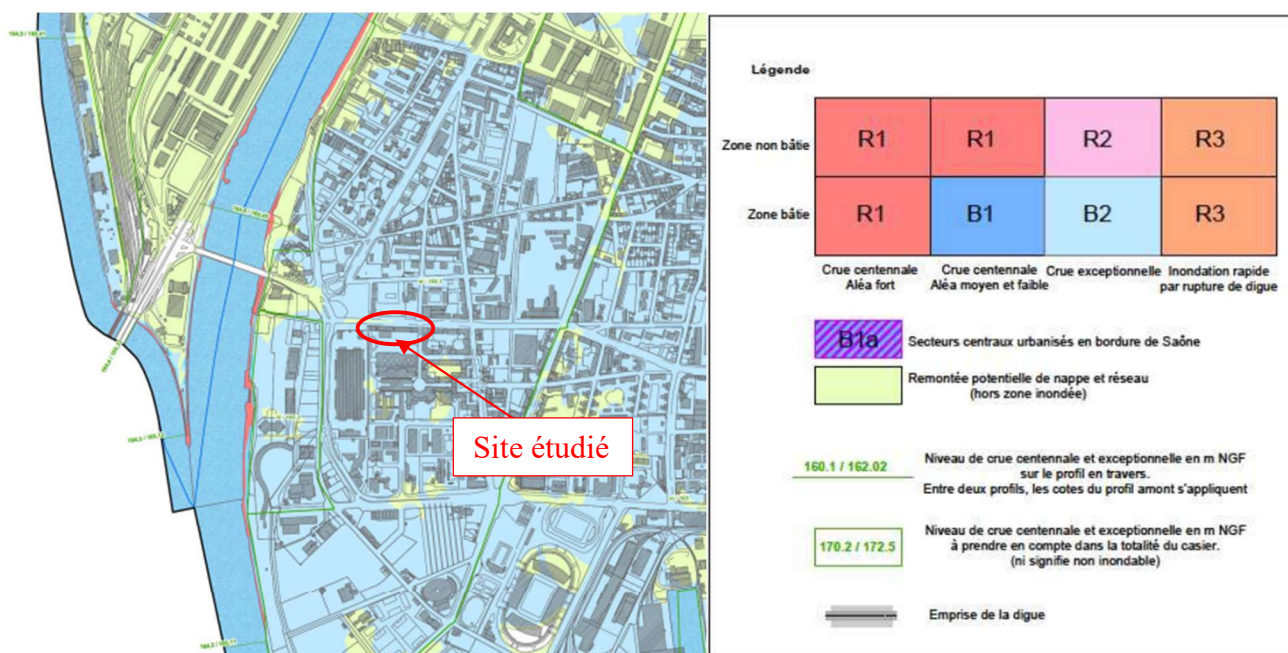 Site étudié
Légende
Zone non bâtie
R1
R1
R2
R3
Zone bâtie
R1
B1
B2
R3
Crue centennale
Aléa fort
Crue centennale
Aléa moyen et faible
Crue exceptionnelle
Inondation rapide
par rupture de digue
B1a
Secteurs centraux urbanisés en bordure de Saône
Remontée potentielle de nappe et réseau
(hors zone inondée)
160.1 / 162.02
Niveau de crue centennale et exceptionnelle en m NGF
sur le profil en travers.
Entre deux profils, les cotes du profil amont s'appliquent
170.2 / 172.5
Niveau de crue centennale et exceptionnelle en m NGF
à prendre en compte dans la totalité du casier.
(ni signifie non inondable)
Emprise de la digue